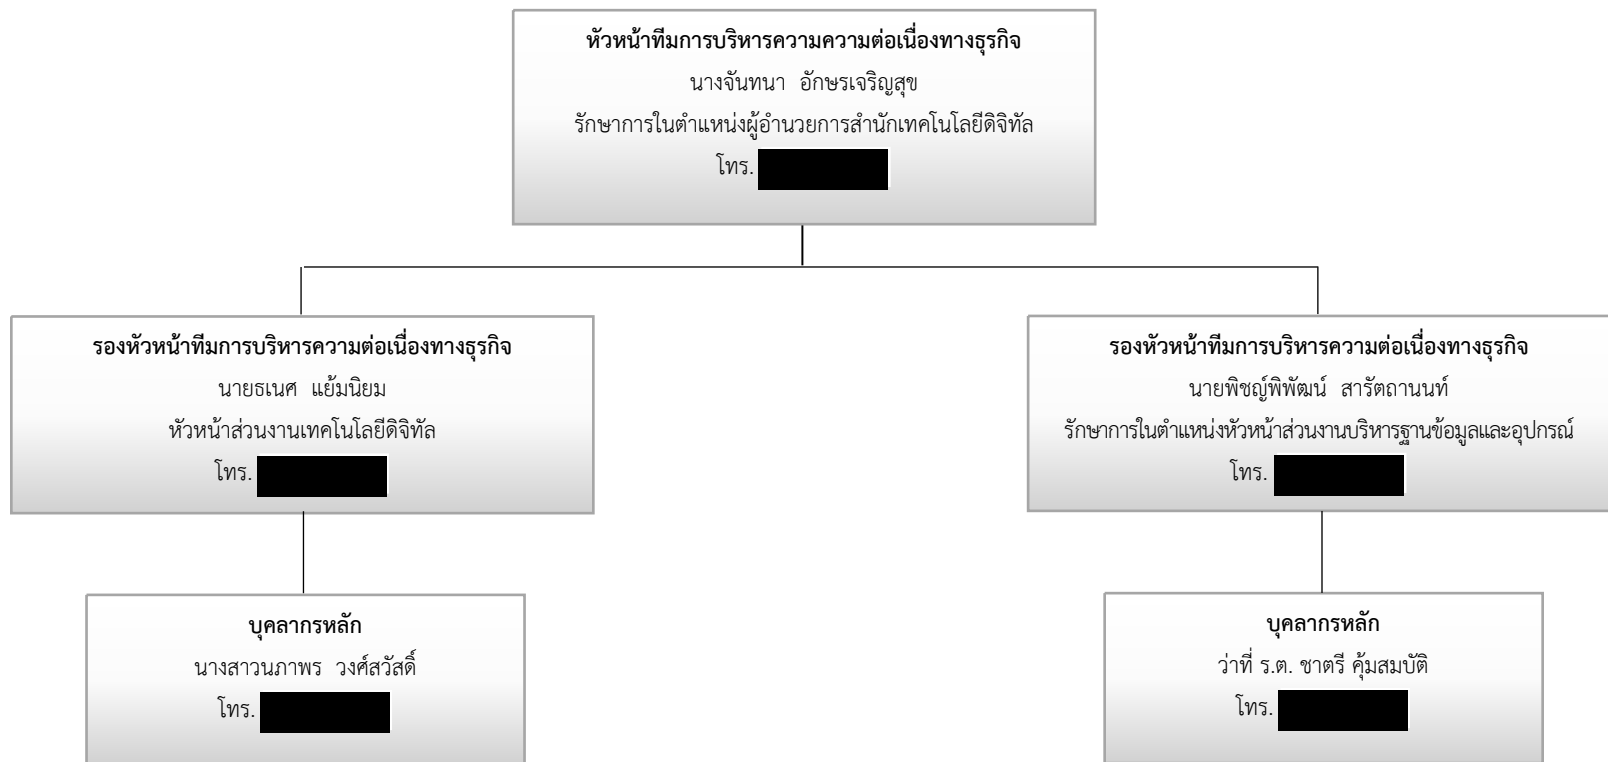 หัวหน้าทีมการบริหารความความต่อเนื่องทางธุรกิจ
นางจันทนา อักษรเจริญสุข
รักษาการในตำแหน่งผู้อำนวยการสำนักเทคโนโลยีดิจิทัล
โทร.
รองหัวหน้าทีมการบริหารความต่อเนื่องทางธุรกิจ
นายธเนศ แย้มนิยม
หัวหน้าส่วนงานเทคโนโลยีดิจิทัล
โทร.
รองหัวหน้าทีมการบริหารความต่อเนื่องทางธุรกิจ
นายพิชญ์พิพัฒน์ สารัตถานนท์
รักษาการในตำแหน่งหัวหน้าส่วนงานบริหารฐานข้อมูลและอุปกรณ์
โทร.
บุคลากรหลัก
นางสาวนภาพร วงศ์สวัสดิ์
โทร.
บุคลากรหลัก
ว่าที่ ร.ต. ชาตรี คุ้มสมบัติ
โทร.